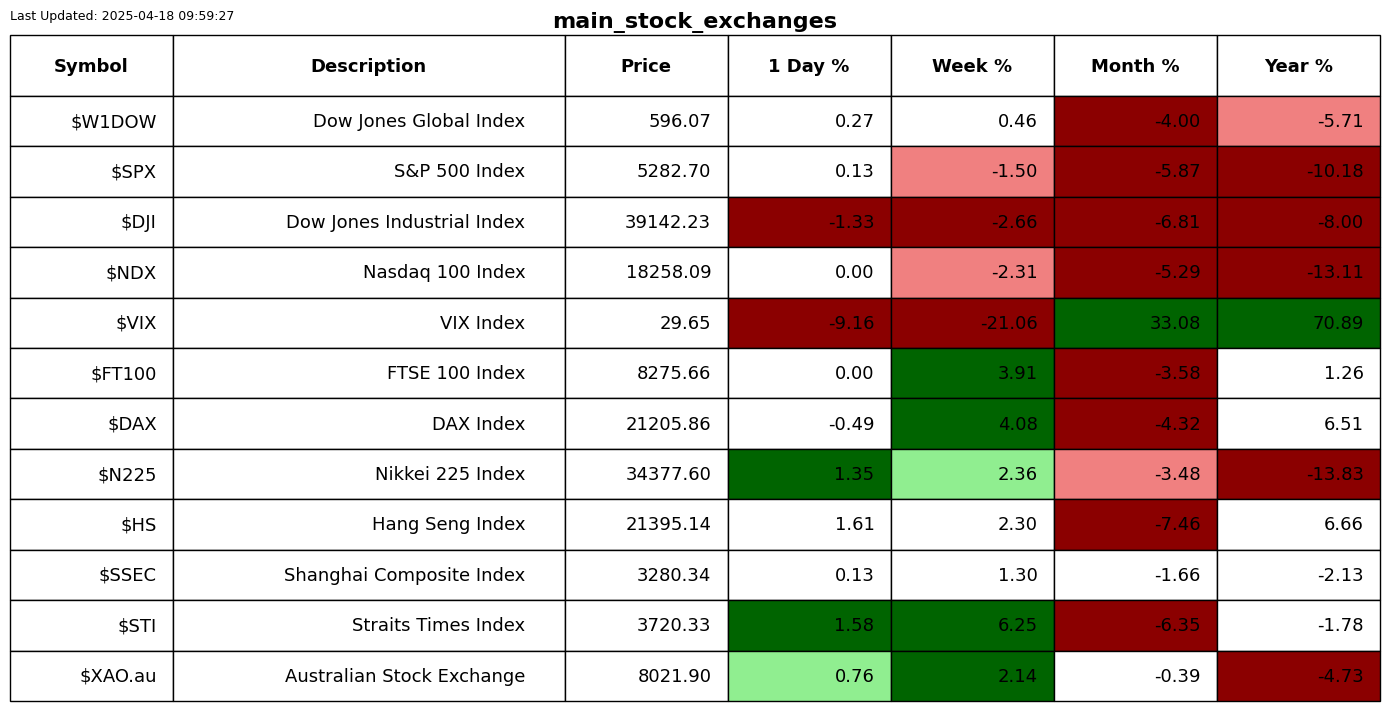 Last Updated: 2025-04-18 09:59:27
main_stock_exchanges
Symbol Description Price 1 Day % Week % Month % Year %
$W1DOW Dow Jones Global Index 596.07 0.27 0.46 -4.00 -5.71
$SPX S&P 500 Index 5282.70 0.13 -1.50 -5.87 -10.18
$DJI Dow Jones Industrial Index 39142.23 -1.33 -2.66 -6.81 -8.00
$NDX Nasdaq 100 Index 18258.09 0.00 -2.31 -5.29 -13.11
$VIX VIX Index 29.65 -9.16 -21.06 33.08 70.89
$FT100 FTSE 100 Index 8275.66 0.00 3.91 -3.58 1.26
$DAX DAX Index 21205.86 -0.49 4.08 -4.32 6.51
$N225 Nikkei 225 Index 34377.60 1.35 2.36 -3.48 -13.83
$HS Hang Seng Index 21395.14 1.61 2.30 -7.46 6.66
$SSEC Shanghai Composite Index 3280.34 0.13 1.30 -1.66 -2.13
$STI Straits Times Index 3720.33 1.58 6.25 -6.35 -1.78
$XAO.au Australian Stock Exchange 8021.90 0.76 2.14 -0.39 -4.73